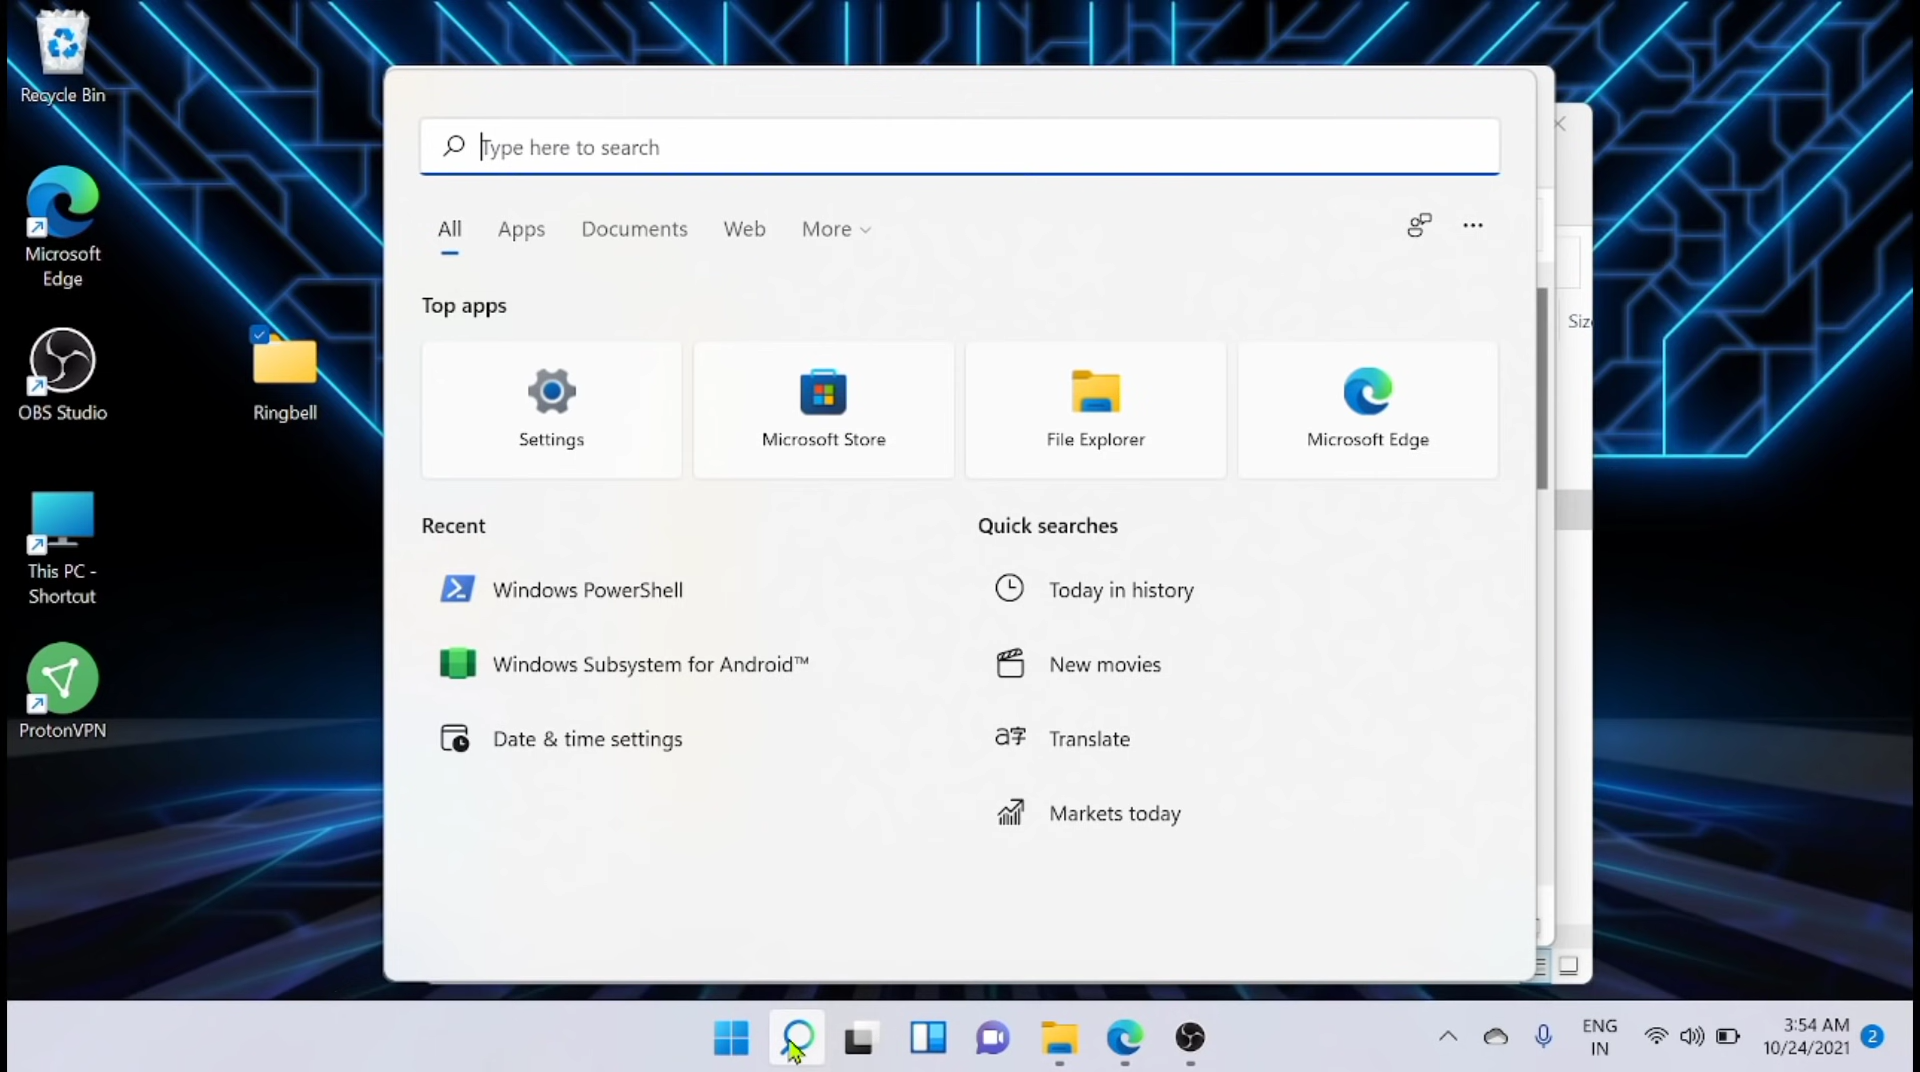 Recycle Bin
Microsoft
Edge
OBS Studio
Ringbell
This PC -
Shortcut
ProtonVPN
Type here to search
All Apps Documents Web More
Top apps
Settings Microsoft Store File Explorer Microsoft Edge
Recent Quick searches
Windows PowerShell Today in history
Windows Subsystem for Android™ New movies
Date & time settings a字 Translate
Markets today
ENG
IN
3:54 AM
10/24/2021
2